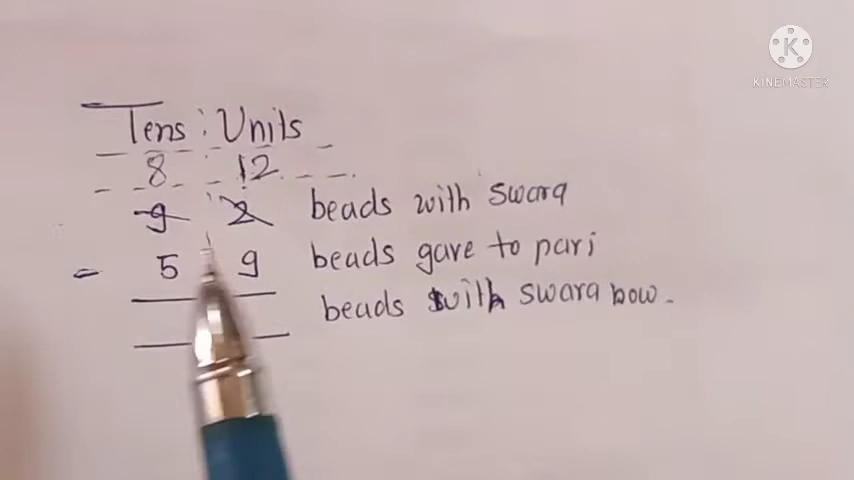 K
KINEMASTER
Tens : Units
8 12
9 2 beads with swara
- 5 9 beads gave to pari
beads with swara now.